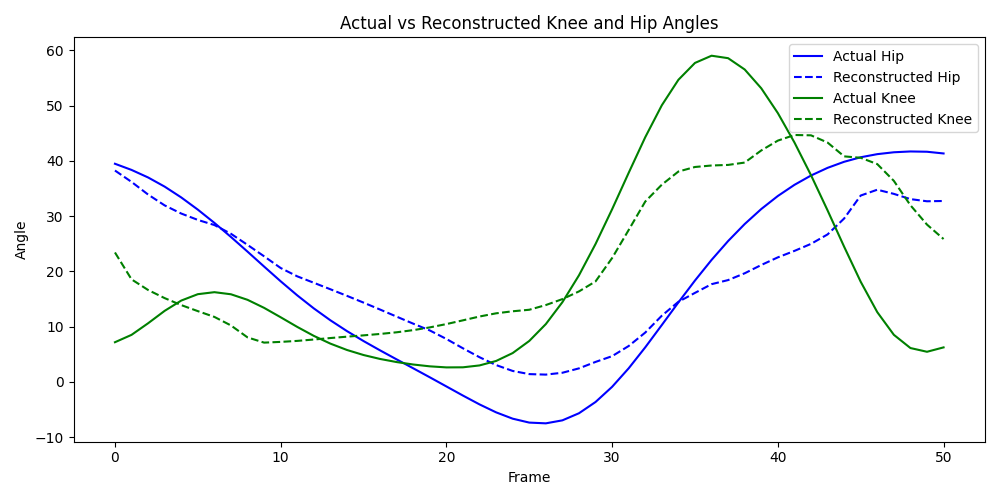 Actual vs Reconstructed Knee and Hip Angles
Actual Hip
Reconstructed Hip
Actual Knee
Reconstructed Knee
Angle
60
50
40
30
20
10
0
−10
0 10 20 30 40 50
Frame